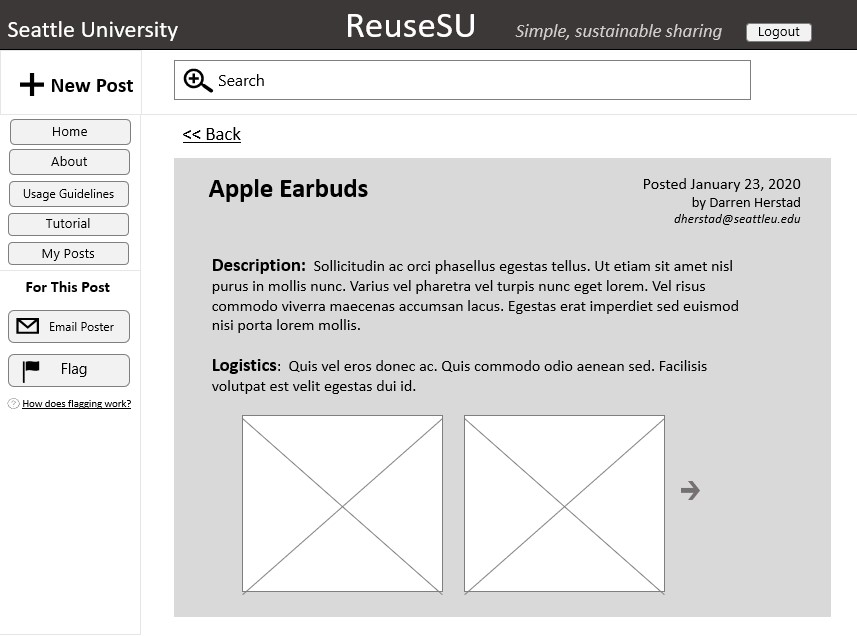 Seattle University
ReuseSU
Simple, sustainable sharing
Logout
New Post
Search
Home
About
Usage Guidelines
Tutorial
My Posts
For This Post
Email Poster
Flag
? How does flagging work?
<< Back
Apple Earbuds
Posted January 23, 2020
by Darren Herstad
dherstad@seattleu.edu
Description: Sollicitudin ac orci phasellus egestas tellus. Ut etiam sit amet nisl
purus in mollis nunc. Varius vel pharetra vel turpis nunc eget lorem. Vel risus
commodo viverra maecenas accumsan lacus. Egestas erat imperdiet sed euismod
nisi porta lorem mollis.
Logistics: Quis vel eros donec ac. Quis commodo odio aenean sed. Facilisis
volutpat est velit egestas dui id.